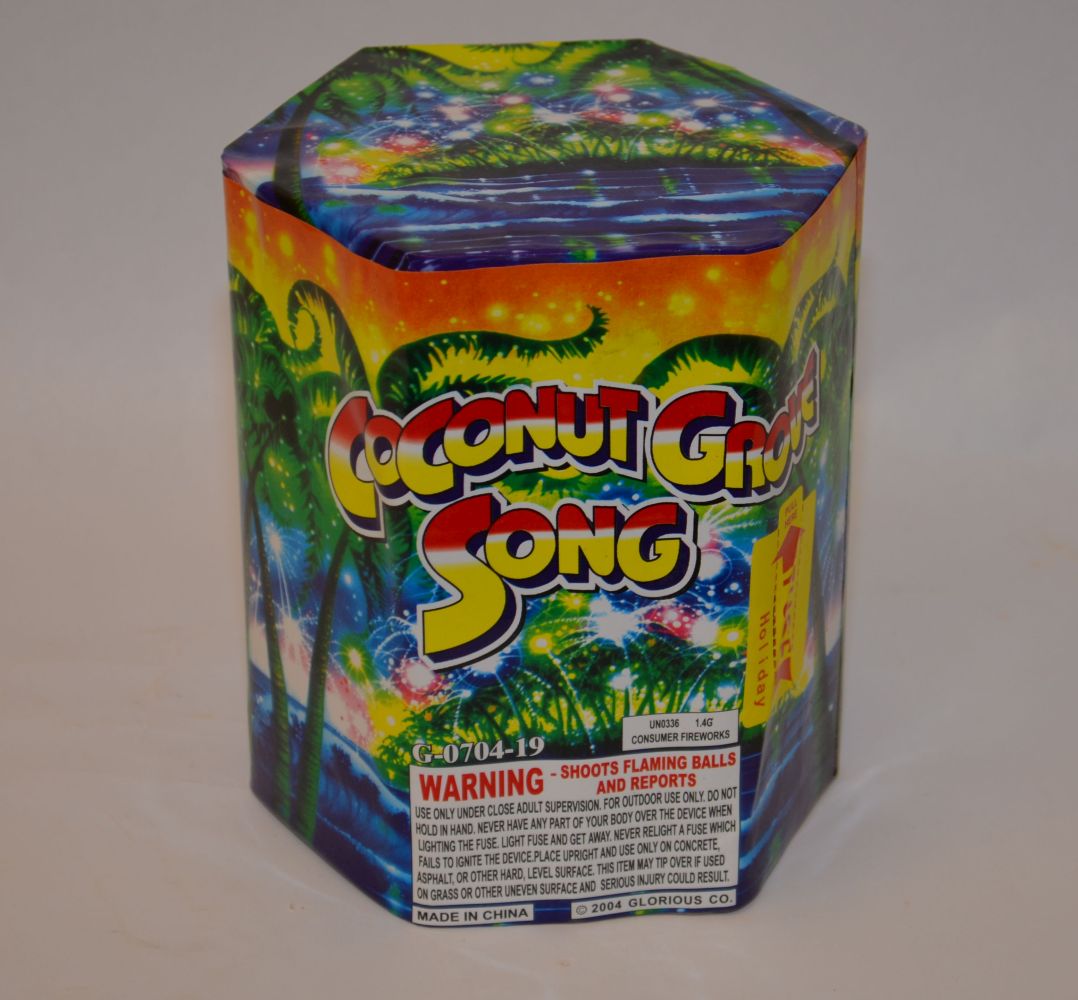 COCONUT GROVE
SONG
PULL
HERE
FUSE
Holiday
G-0704-19
UN0336 1.4G
CONSUMER FIREWORKS
WARNING - SHOOTS FLAMING BALLS
AND REPORTS
USE ONLY UNDER CLOSE ADULT SUPERVISION. FOR OUTDOOR USE ONLY. DO NOT
HOLD IN HAND. NEVER HAVE ANY PART OF YOUR BODY OVER THE DEVICE WHEN
LIGHTING THE FUSE. LIGHT FUSE AND GET AWAY. NEVER RELIGHT A FUSE WHICH
FAILS TO IGNITE THE DEVICE.PLACE UPRIGHT AND USE ONLY ON CONCRETE,
ASPHALT, OR OTHER HARD, LEVEL SURFACE. THIS ITEM MAY TIP OVER IF USED
ON GRASS OR OTHER UNEVEN SURFACE AND SERIOUS INJURY COULD RESULT.
MADE IN CHINA
© 2004 GLORIOUS CO.